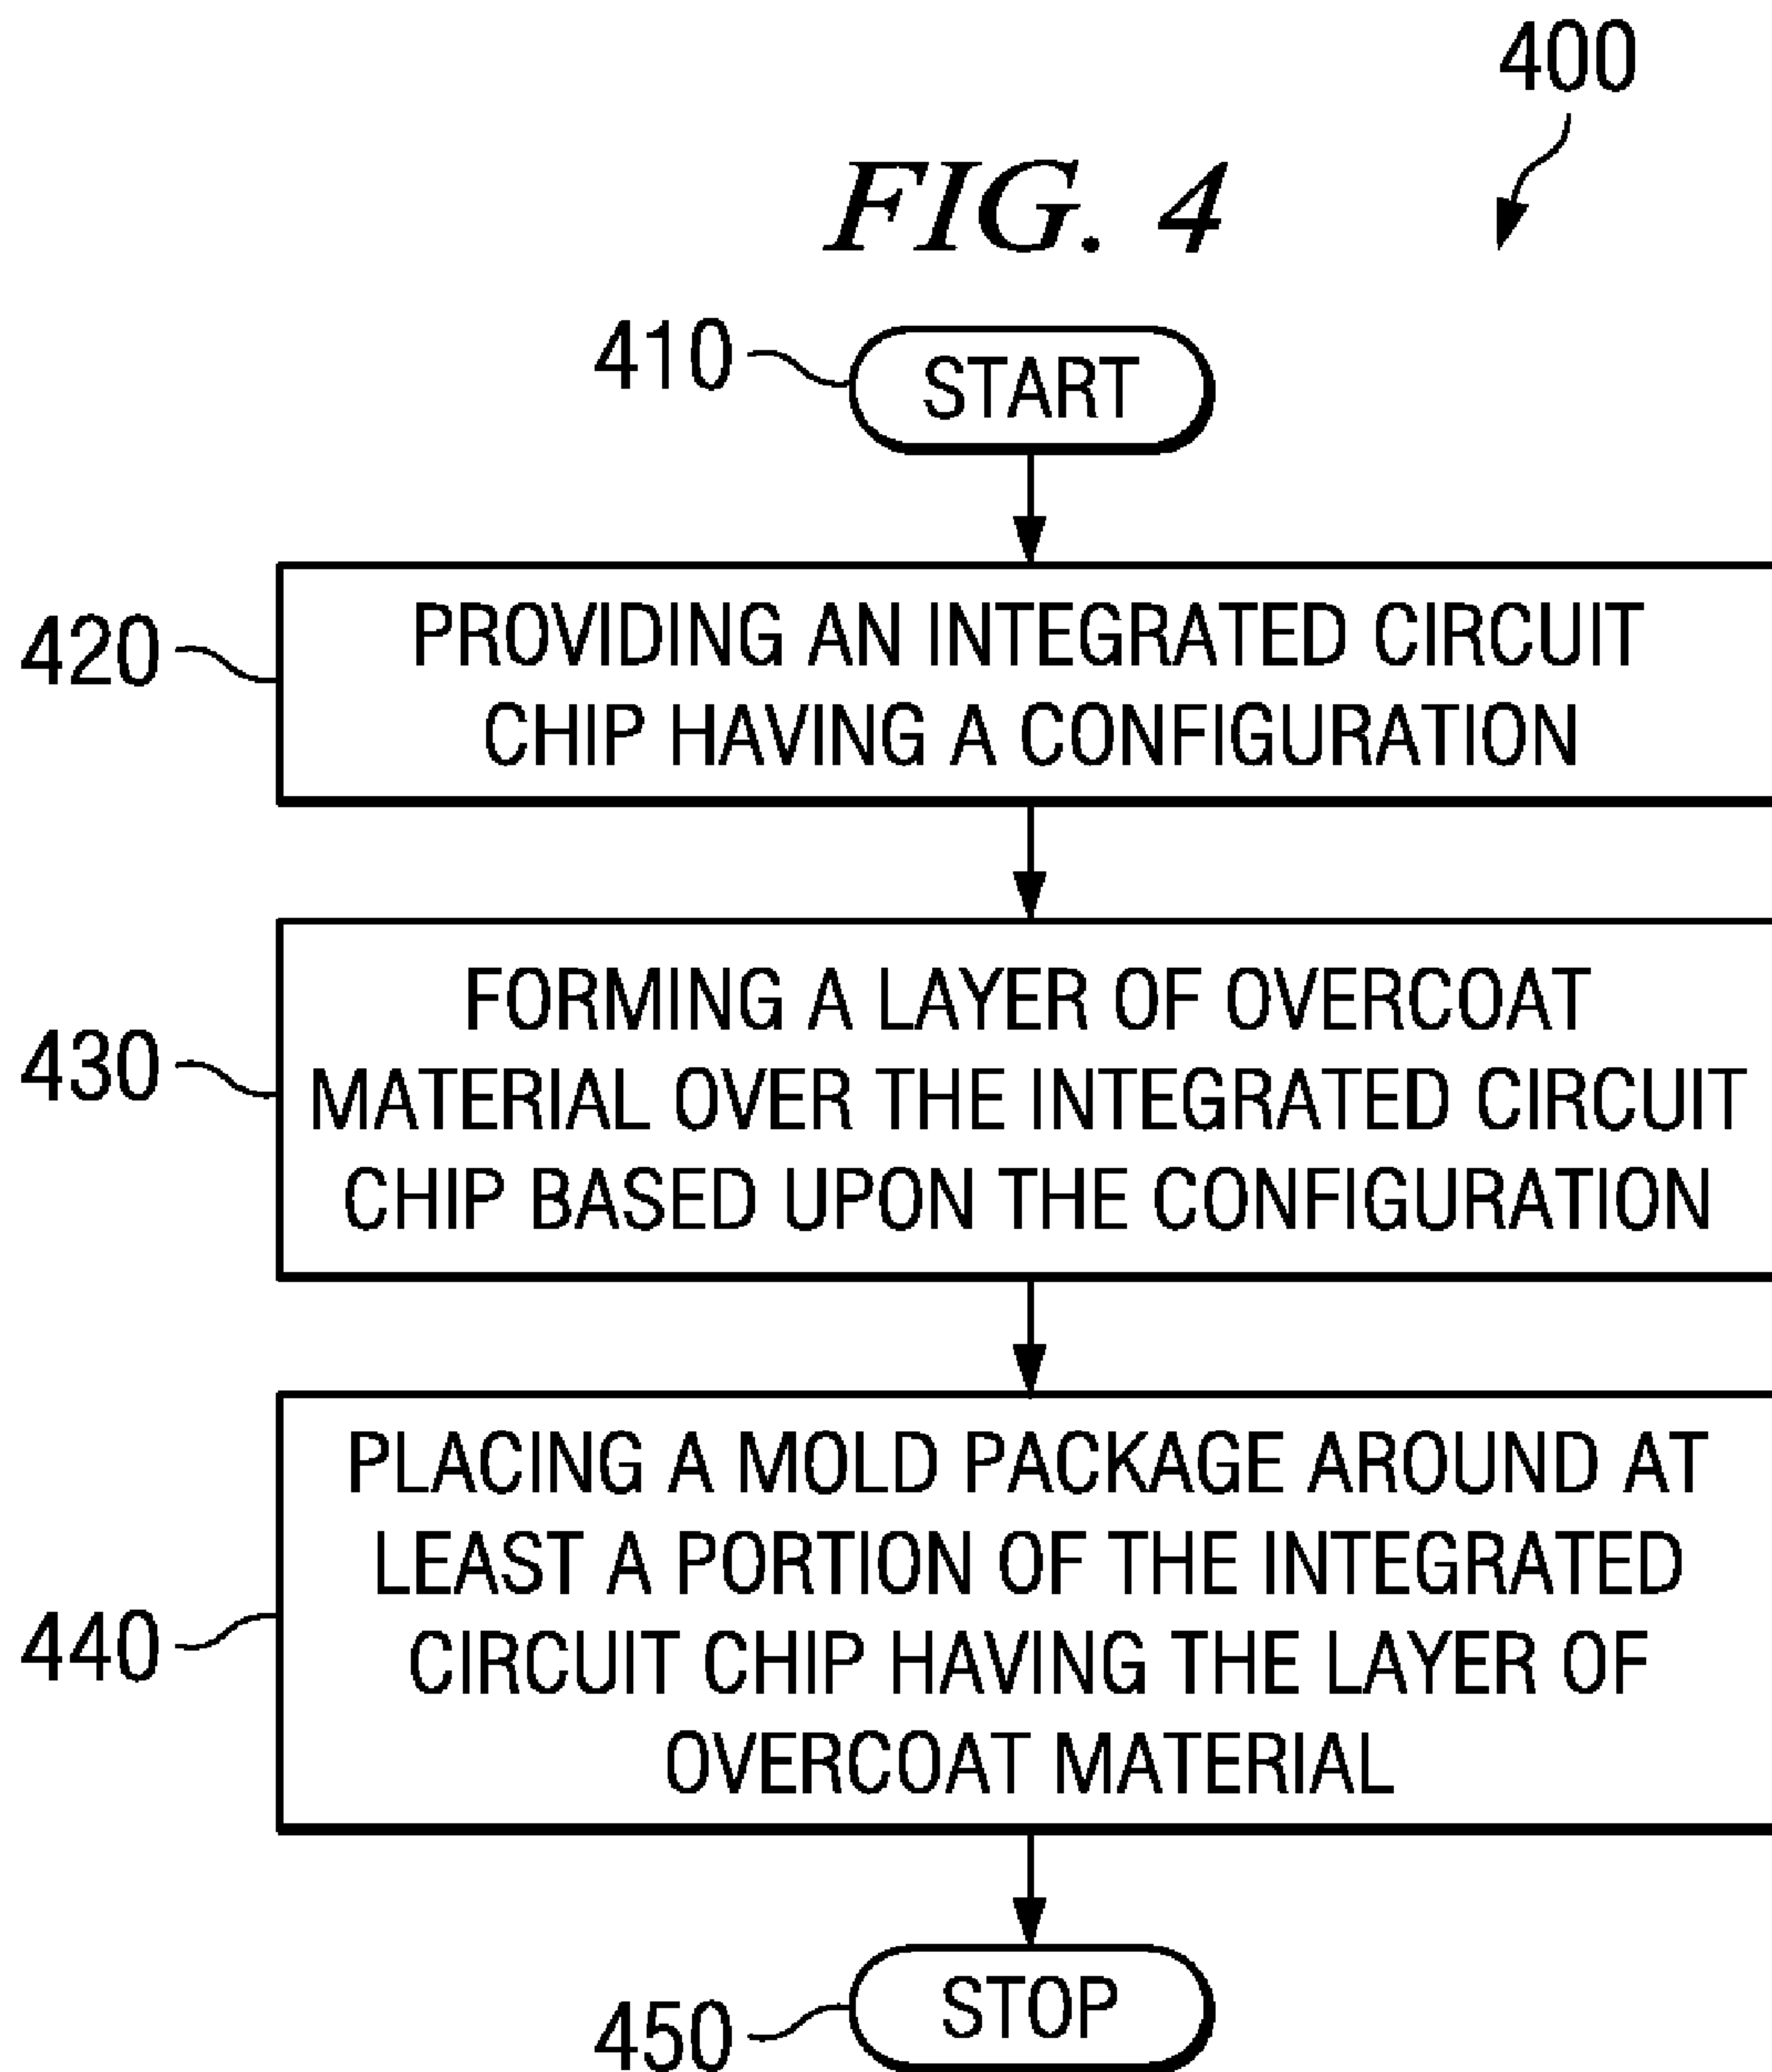 400
FIG. 4
410
START
420
PROVIDING AN INTEGRATED CIRCUIT
CHIP HAVING A CONFIGURATION
430
FORMING A LAYER OF OVERCOAT
MATERIAL OVER THE INTEGRATED CIRCUIT
CHIP BASED UPON THE CONFIGURATION
440
PLACING A MOLD PACKAGE AROUND AT
LEAST A PORTION OF THE INTEGRATED
CIRCUIT CHIP HAVING THE LAYER OF
OVERCOAT MATERIAL
450
STOP